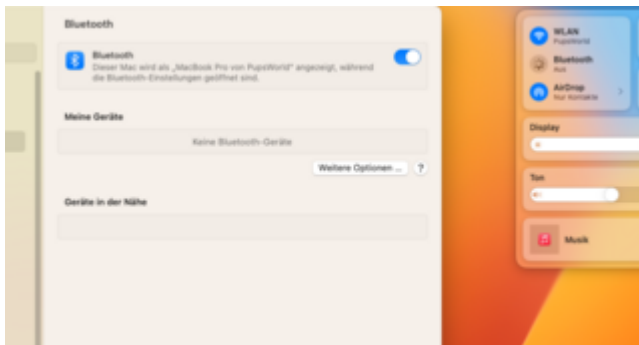 Bluetooth
Bluetooth
Dieser Mac wird als „MacBook Pro von PupsWorld“ angezeigt, während
die Bluetooth-Einstellungen geöffnet sind.
Meine Geräte
Keine Bluetooth-Geräte
Weitere Optionen ... ?
Geräte in der Nähe
WLAN
PupsWorld
Bluetooth
Aus
AirDrop
Nur Kontakte
Display
Ton
Musik